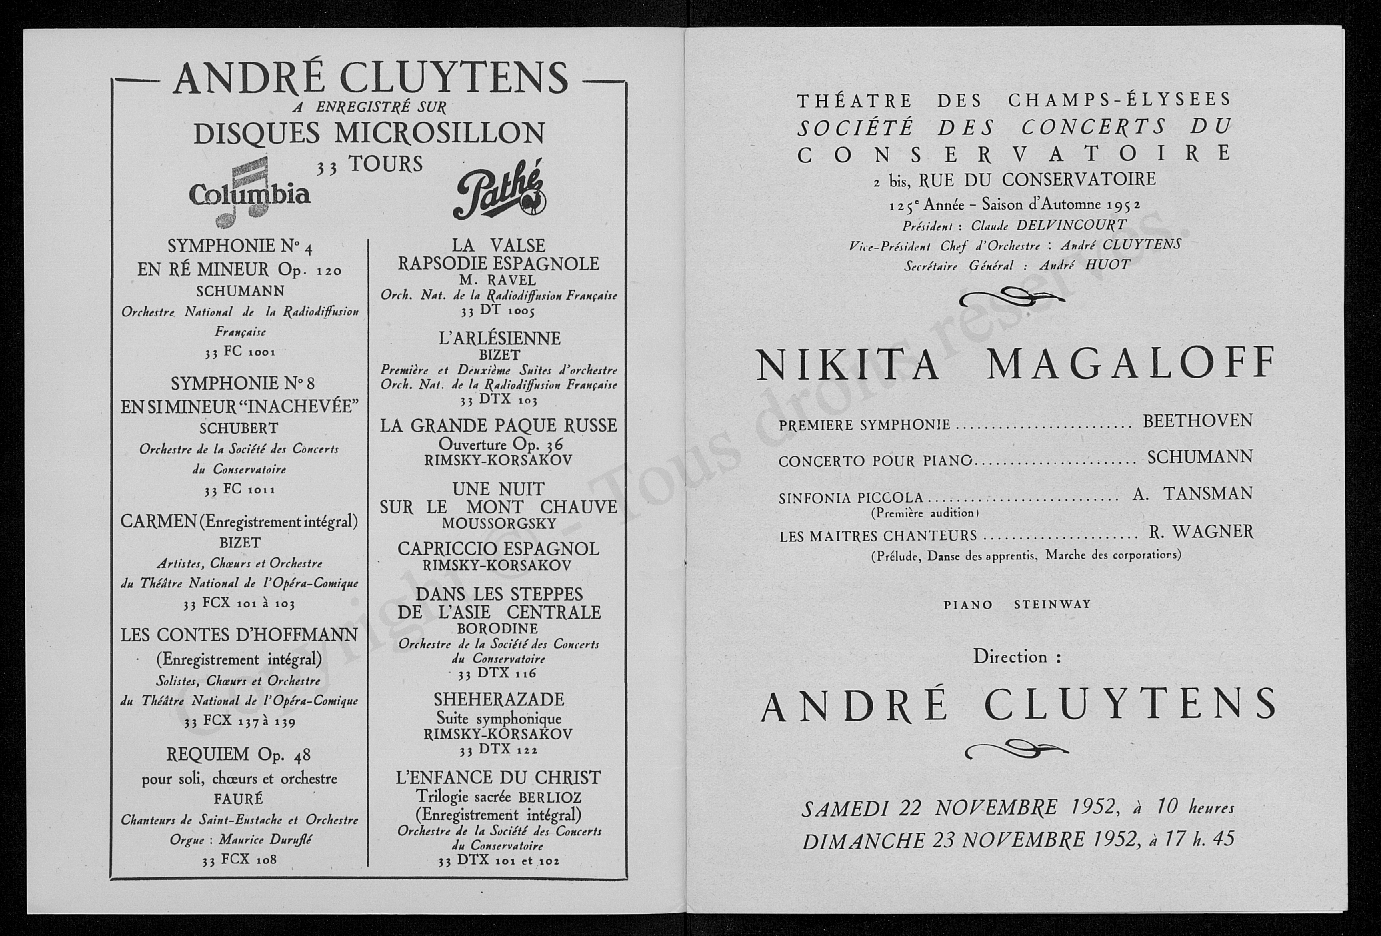 ANDRÉ CLUYTENS
A ENREGISTRÉ SUR
DISQUES MICROSILLON
33 TOURS
Columbia
Pathé
SYMPHONIE No 4
EN RÉ MINEUR Op. 120
SCHUMANN
Orchestre National de la Radiodiffusion
Française
33 FC 1001
SYMPHONIE No 8
EN SI MINEUR “INACHEVÉE”
SCHUBERT
Orchestre de la Société des Concerts
du Conservatoire
33 FC 1011
CARMEN (Enregistrement intégral)
BIZET
Artistes, Chœurs et Orchestre
du Théâtre National de l'Opéra-Comique
33 FCX 101 à 103
LES CONTES D'HOFFMANN
(Enregistrement intégral)
Solistes, Chœurs et Orchestre
du Théâtre National de l'Opéra-Comique
33 FCX 137 à 139
REQUIEM Op. 48
pour soli, chœurs et orchestre
FAURÉ
Chanteurs de Saint-Eustache et Orchestre
Orgue : Maurice Duruflé
33 FCX 108
LA VALSE
RAPSODIE ESPAGNOLE
M. RAVEL
Orch. Nat. de la Radiodiffusion Française
33 DT 1005
L'ARLÉSIENNE
BIZET
Première et Deuxième Suites d'orchestre
Orch. Nat. de la Radiodiffusion Française
33 DTX 103
LA GRANDE PAQUE RUSSE
Ouverture Op. 36
RIMSKY-KORSAKOV
UNE NUIT
SUR LE MONT CHAUVE
MOUSSORGSKY
CAPRICCIO ESPAGNOL
RIMSKY-KORSAKOV
DANS LES STEPPES
DE L'ASIE CENTRALE
BORODINE
Orchestre de la Société des Concerts
du Conservatoire
33 DTX 116
SHEHERAZADE
Suite symphonique
RIMSKY-KORSAKOV
33 DTX 122
L'ENFANCE DU CHRIST
Trilogie sacrée BERLIOZ
(Enregistrement intégral)
Orchestre de la Société des Concerts
du Conservatoire
33 DTX 101 et 102
THÉATRE DES CHAMPS-ÉLYSEES
SOCIÉTÉ DES CONCERTS DU
CONSERVATOIRE
2 bis, RUE DU CONSERVATOIRE
125e Année - Saison d'Automne 1952
Président : Claude DELVINCOURT
Vice-Président Chef d'Orchestre : André CLUYTENS
Secrétaire Général : André HUOT
NIKITA MAGALOFF
PREMIERE SYMPHONIE ........................ BEETHOVEN
CONCERTO POUR PIANO...................... SCHUMANN
SINFONIA PICCOLA.......................... A. TANSMAN
(Première audition)
LES MAITRES CHANTEURS ..................... R. WAGNER
(Prélude, Danse des apprentis, Marche des corporations)
PIANO STEINWAY
Direction :
ANDRÉ CLUYTENS
SAMEDI 22 NOVEMBRE 1952, à 10 heures
DIMANCHE 23 NOVEMBRE 1952, à 17 h. 45
Copyright © - Tous droits réservés.